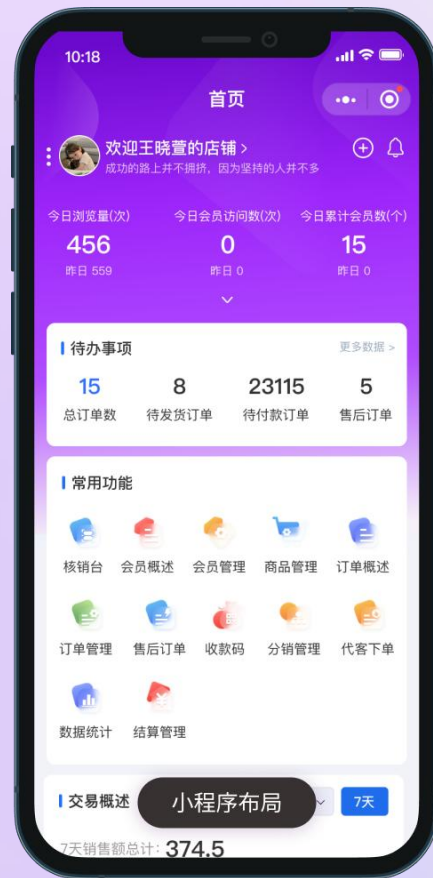 10:18
首页
欢迎王晓萱的店铺 >
成功的路上并不拥挤,因为坚持的人并不多
今日浏览量(次) 今日会员访问数(次) 今日累计会员数(个)
456 0 15
昨日 559 昨日 0 昨日 0
待办事项 更多数据 >
15 8 23115 5
总订单数 待发货订单 待付款订单 售后订单
常用功能
核销台 会员概述 会员管理 商品管理 订单概述
订单管理 售后订单 收款码 分销管理 代客下单
数据统计 结算管理
交易概述 小程序布局 7天
7天销售额总计: 374.5